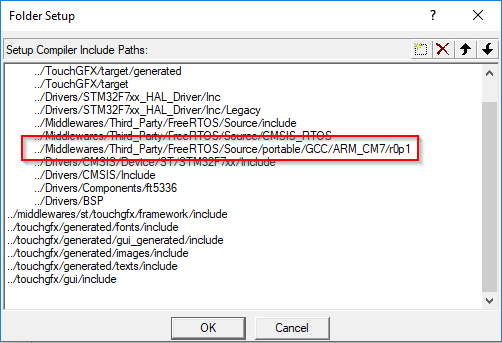 Folder Setup
Setup Compiler Include Paths:
../TouchGFX/target/generated
../TouchGFX/target
../Drivers/STM32F7xx_HAL_Driver/Inc
../Drivers/STM32F7xx_HAL_Driver/Inc/Legacy
../Middlewares/Third_Party/FreeRTOS/Source/include
../Middlewares/Third_Party/FreeRTOS/Source/CMSIS_RTOS
../Middlewares/Third_Party/FreeRTOS/Source/portable/GCC/ARM_CM7/r0p1
../Drivers/CMSIS/Device/ST/STM32F7xx/Include
../Drivers/CMSIS/Include
../Drivers/Components/ft5336
../Drivers/BSP
../middlewares/st/touchgfx/framework/include
../touchgfx/generated/fonts/include
../touchgfx/generated/gui_generated/include
../touchgfx/generated/images/include
../touchgfx/generated/texts/include
../touchgfx/gui/include
OK Cancel